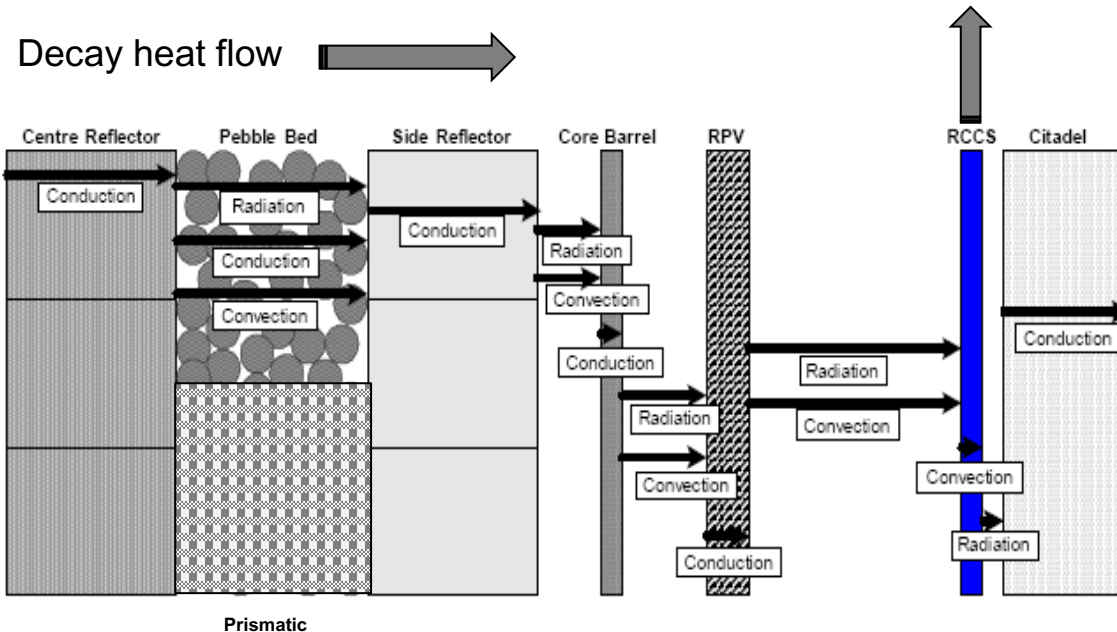 Decay heat flow
Centre Reflector
Pebble Bed
Side Reflector
Core Barrel
RPV
RCCS
Citadel
Conduction
Radiation
Conduction
Convection
Conduction
Radiation
Convection
Conduction
Radiation
Convection
Conduction
Radiation
Convection
Convection
Radiation
Conduction
Prismatic